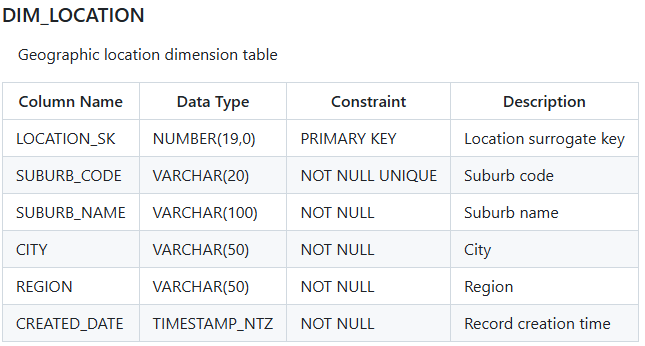 DIM_LOCATION
Geographic location dimension table
Column Name Data Type Constraint Description
LOCATION_SK NUMBER(19,0) PRIMARY KEY Location surrogate key
SUBURB_CODE VARCHAR(20) NOT NULL UNIQUE Suburb code
SUBURB_NAME VARCHAR(100) NOT NULL Suburb name
CITY VARCHAR(50) NOT NULL City
REGION VARCHAR(50) NOT NULL Region
CREATED_DATE TIMESTAMP_NTZ NOT NULL Record creation time